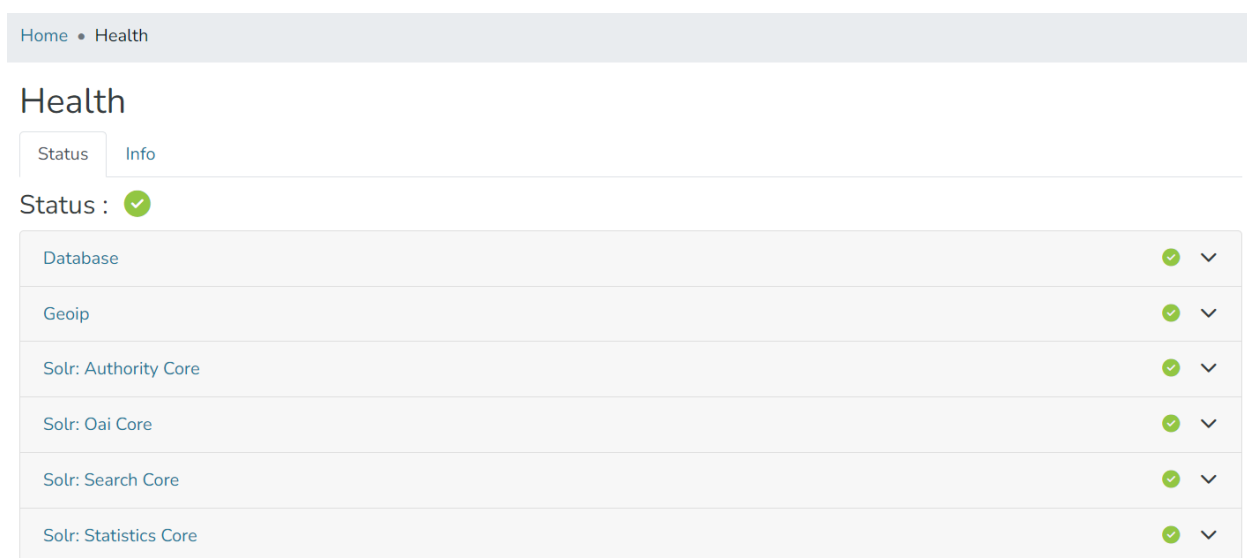 Home • Health
Health
Status Info
Status :
Database
Geoip
Solr: Authority Core
Solr: Oai Core
Solr: Search Core
Solr: Statistics Core